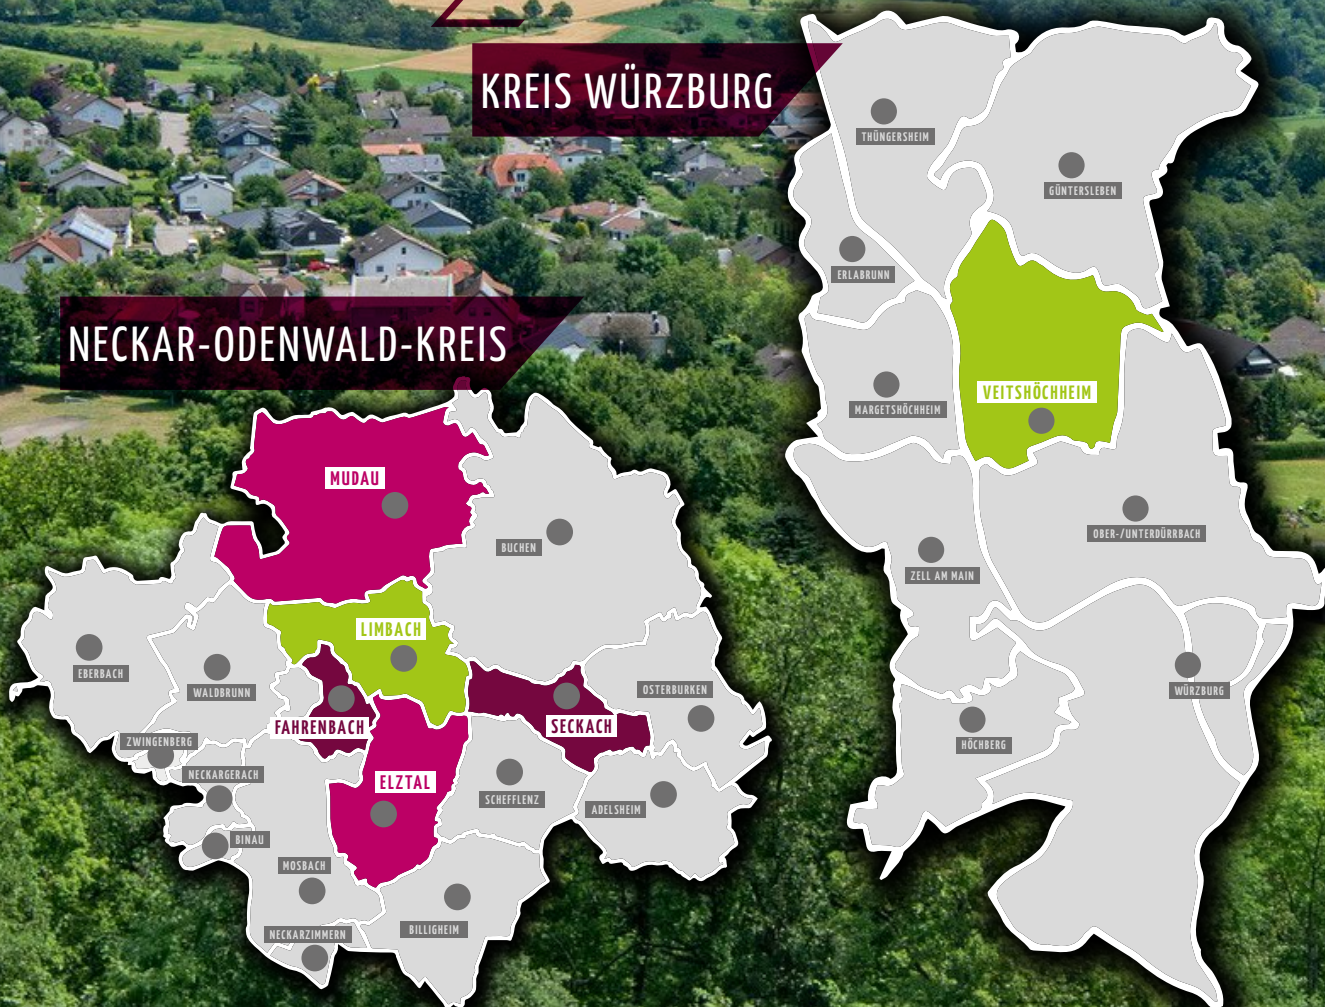 KREIS WÜRZBURG
THÜNGERSHEIM
GÜNTERSLEBEN
ERLABRUNN
VEITSHÖCHHEIM
MARGETSHÖCHHEIM
OBER-/UNTERDÜRRBACH
ZELL AM MAIN
WÜRZBURG
HÖCHBERG
NECKAR-ODENWALD-KREIS
MUDAU
BUCHEN
LIMBACH
EBERBACH
WALDBRUNN
OSTERBURKEN
FAHRENBACH
SECKACH
ZWINGENBERG
NECKARGERACH
ELZTAL
SCHEFFLENZ
ADELSHEIM
BINAU
MOSBACH
BILLIGHEIM
NECKARZIMMERN